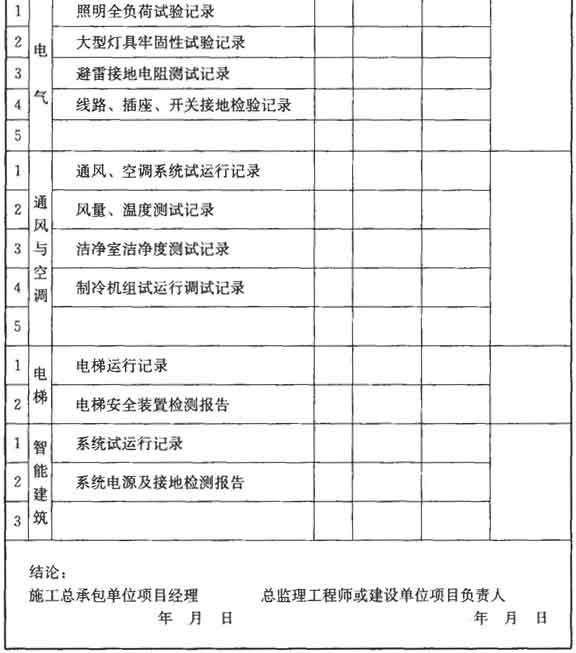 1 电气 照明全负荷试验记录
2 大型灯具牢固性试验记录
3 避雷接地电阻测试记录
4 线路、插座、开关接地检验记录
5
1 通风与空调 通风、空调系统试运行记录
2 风量、温度测试记录
3 洁净室洁净度测试记录
4 制冷机组试运行调试记录
5
1 电梯 电梯运行记录
2 电梯安全装置检测报告
1 智能建筑 系统试运行记录
2 系统电源及接地检测报告
3
结论：
施工总承包单位项目经理 总监理工程师或建设单位项目负责人
年 月 日 年 月 日